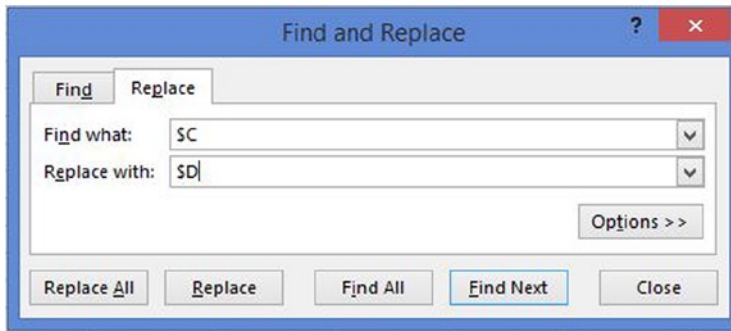 Find and Replace ? ×
Find Replace
Find what: $C
Replace with: $D
Options >>
Replace All Replace Find All Find Next Close